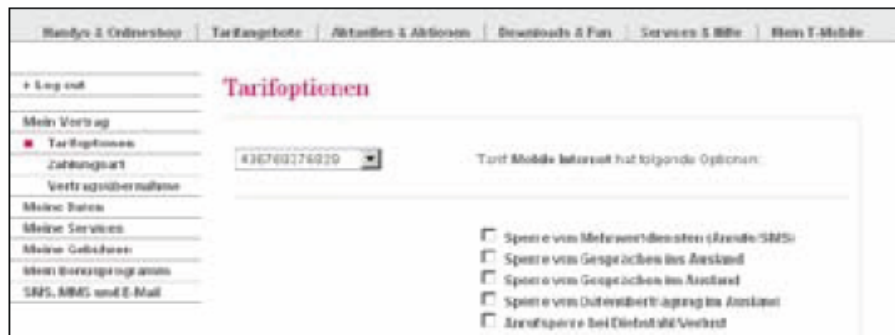 Handys & Onlineshop | Tarifangebote | Aktuelles & Aktionen | Downloads & Fun | Services & Hilfe | Mein T-Mobile
+ Log out
Tarifoptionen
Mein Vertrag
Tarifoptionen
Zahlungsart
Vertragsübernahme
Meine Daten
Meine Services
Meine Gebühren
Mein Bonusprogramm
SMS, MMS und E-Mail
Tarif Mobile Internet hat folgende Optionen:
Sperre von Mehrwertdiensten (Anrufe/SMS)
Sperre von Gesprächen ins Ausland
Sperre von Gesprächen im Ausland
Sperre von Datenübertragung im Ausland
Anrufsperre bei Diebstahl/Verlust